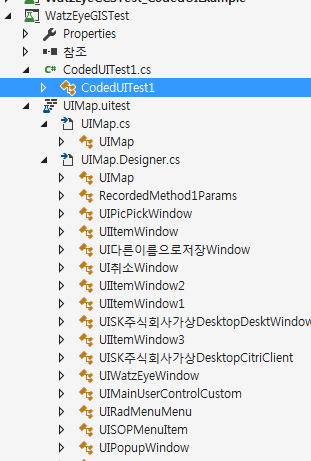 WatzEyeGISTest
Properties
참조
C# CodedUITest1.cs
CodedUITest1
UIMap.uitest
UIMap.cs
UIMap
UIMap.Designer.cs
UIMap
RecordedMethod1Params
UIPicPickWindow
UIItemWindow
UI다른이름으로저장Window
UI취소Window
UIItemWindow2
UIItemWindow1
UISK주식회사가상DesktopDesktWindow
UIItemWindow3
UISK주식회사가상DesktopCitriClient
UIWatzEyeWindow
UIMainUserControlCustom
UIRadMenuMenu
UISOPMenuItem
UIPopupWindow